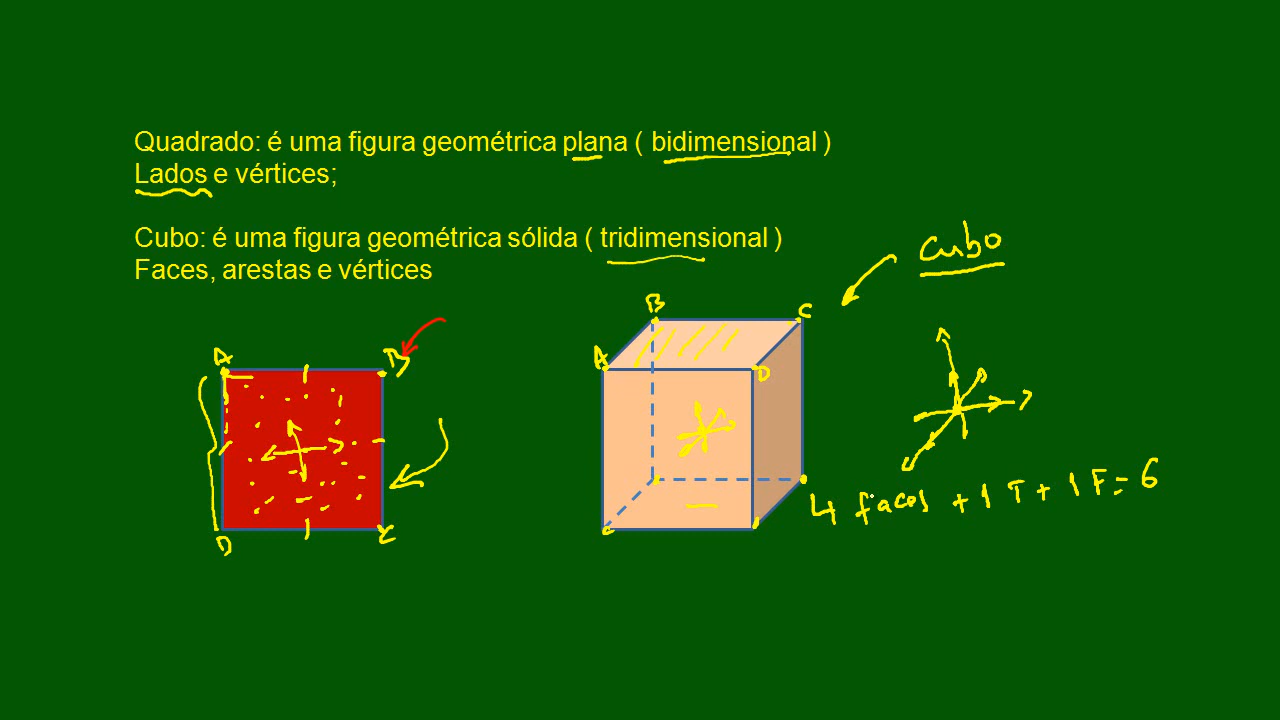 Quadrado: é uma figura geométrica plana ( bidimensional )
Lados e vértices;
Cubo: é uma figura geométrica sólida ( tridimensional )
Faces, arestas e vértices
cubo
B
C
A
D
A
B
D
C
4 faces + 1 T + 1 F = 6